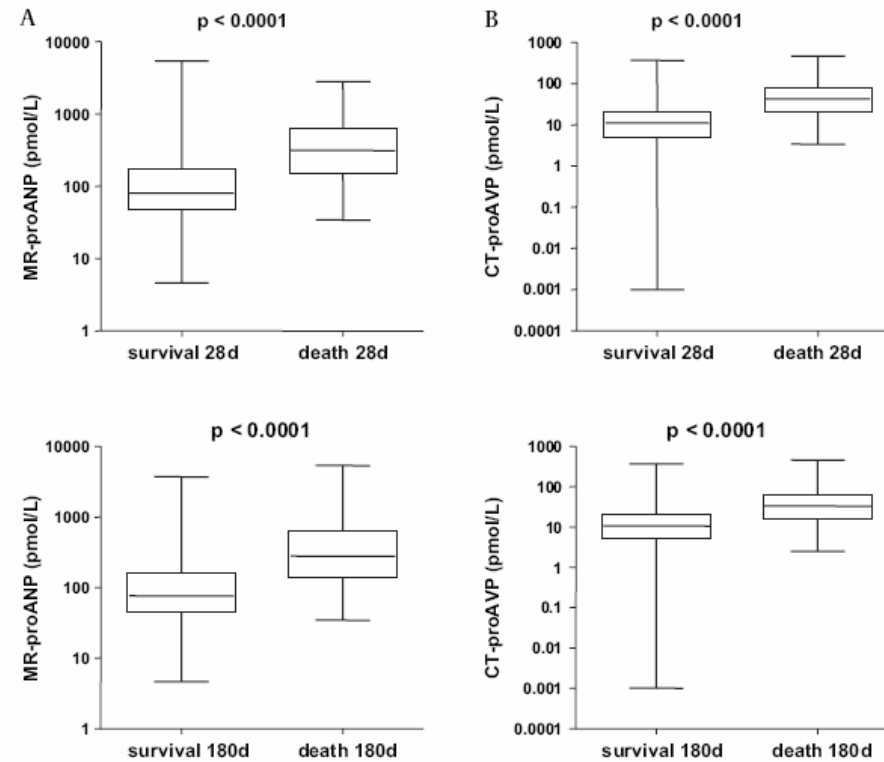 A
p < 0.0001
MR-proANP (pmol/L)
10000
1000
100
10
1
survival 28d
death 28d
B
p < 0.0001
CT-proAVP (pmol/L)
1000
100
10
1
0.1
0.01
0.001
0.0001
survival 28d
death 28d
p < 0.0001
MR-proANP (pmol/L)
10000
1000
100
10
1
survival 180d
death 180d
p < 0.0001
CT-proAVP (pmol/L)
1000
100
10
1
0.1
0.01
0.001
0.0001
survival 180d
death 180d